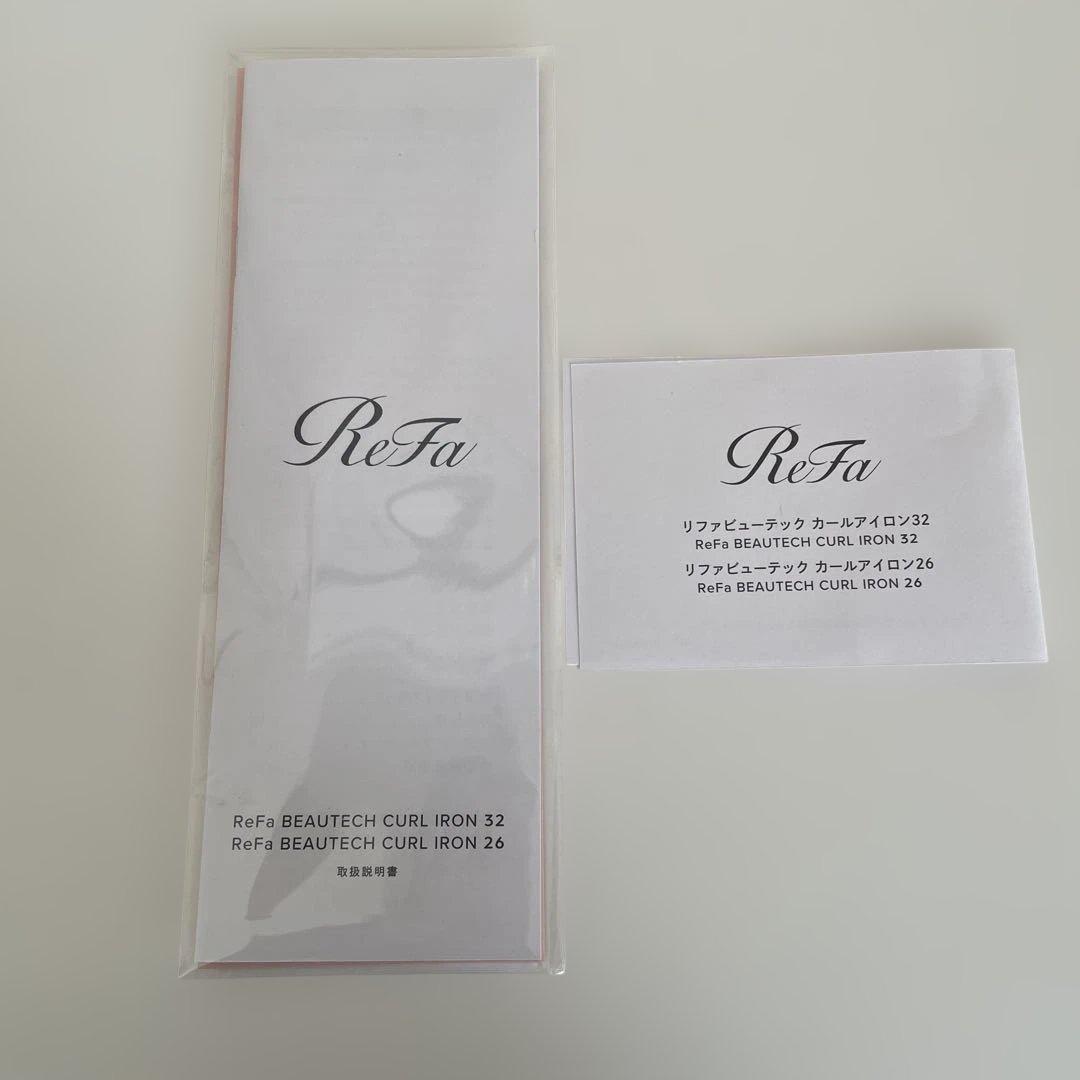 ReFa
ReFa BEAUTECH CURL IRON 32
ReFa BEAUTECH CURL IRON 26
取扱説明書
ReFa
リファビューテック カールアイロン32
ReFa BEAUTECH CURL IRON 32
リファビューテック カールアイロン26
ReFa BEAUTECH CURL IRON 26